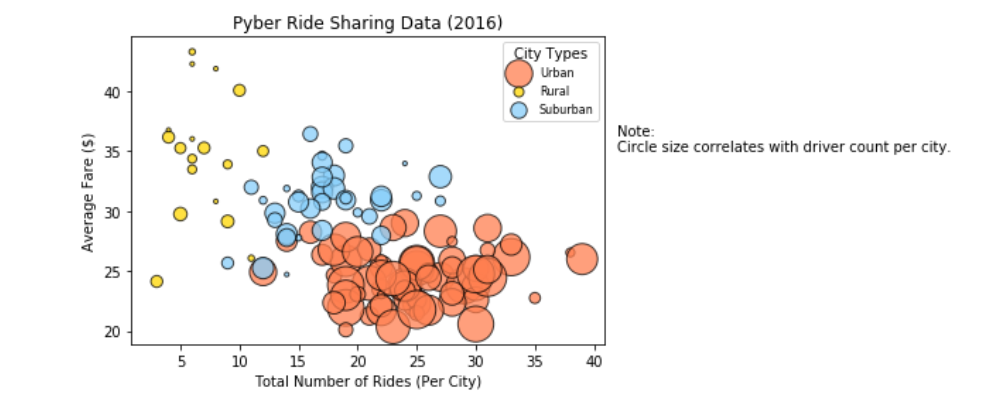 Pyber Ride Sharing Data (2016)
City Types
Urban
Rural
Suburban
Average Fare ($)
40
35
30
25
20
5 10 15 20 25 30 35 40
Total Number of Rides (Per City)
Note:
Circle size correlates with driver count per city.